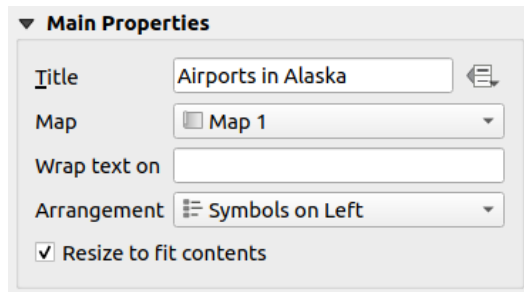 Main Properties
Title Airports in Alaska
Map Map 1
Wrap text on
Arrangement Symbols on Left
Resize to fit contents